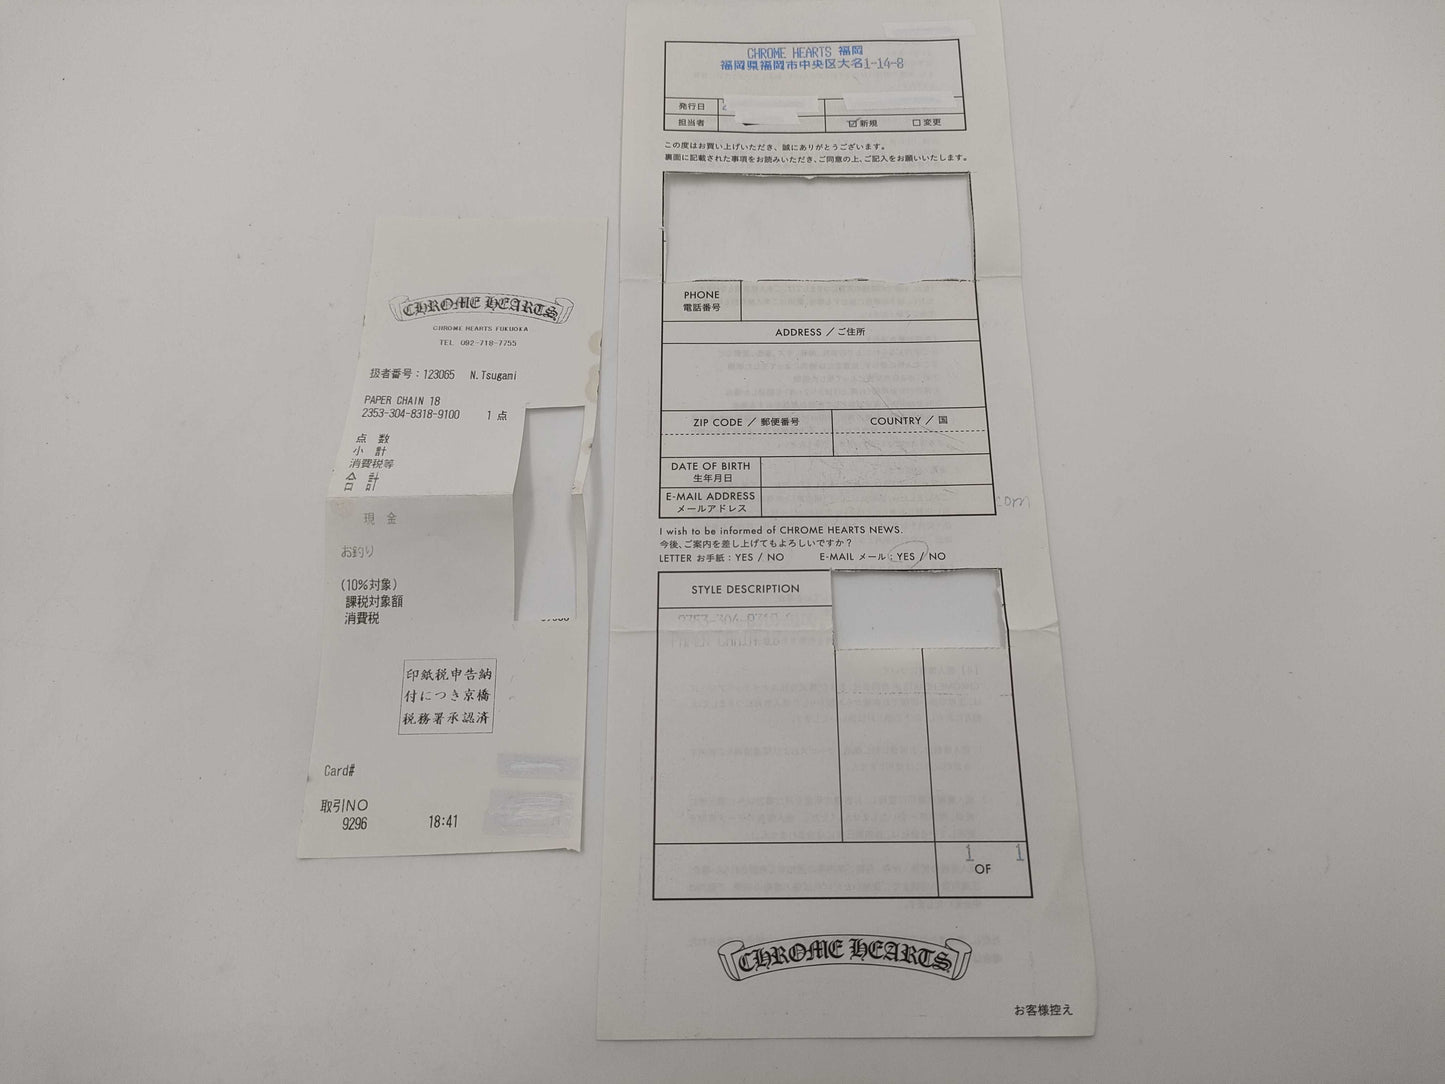 CHROME HEARTS
CHROME HEARTS FUKUOKA
TEL 092-718-7755
扱者番号：123065 N.Tsugami
PAPER CHAIN 18
2353-304-8318-9100 1 点
点 数
小 計
消費税等
合 計
現 金
お釣り
(10%対象)
課税対象額
消費税
印紙税申告納
付につき京橋
税務署承認済
Card#
取引NO
9296 18:41
CHROME HEARTS 福岡
福岡県福岡市中央区大名1-14-8
発行日
担当者 ☑新規 □変更
この度はお買い上げいただき、誠にありがとうございます。
裏面に記載された事項をお読みいただき、ご同意の上、ご記入をお願いいたします。
PHONE
電話番号
ADDRESS／ご住所
ZIP CODE／郵便番号 COUNTRY／国
DATE OF BIRTH
生年月日
E-MAIL ADDRESS
メールアドレス
I wish to be informed of CHROME HEARTS NEWS.
今後、ご案内を差し上げてもよろしいですか？
LETTER お手紙：YES / NO E-MAIL メール：YES / NO
STYLE DESCRIPTION
1 OF 1
CHROME HEARTS
お客様控え